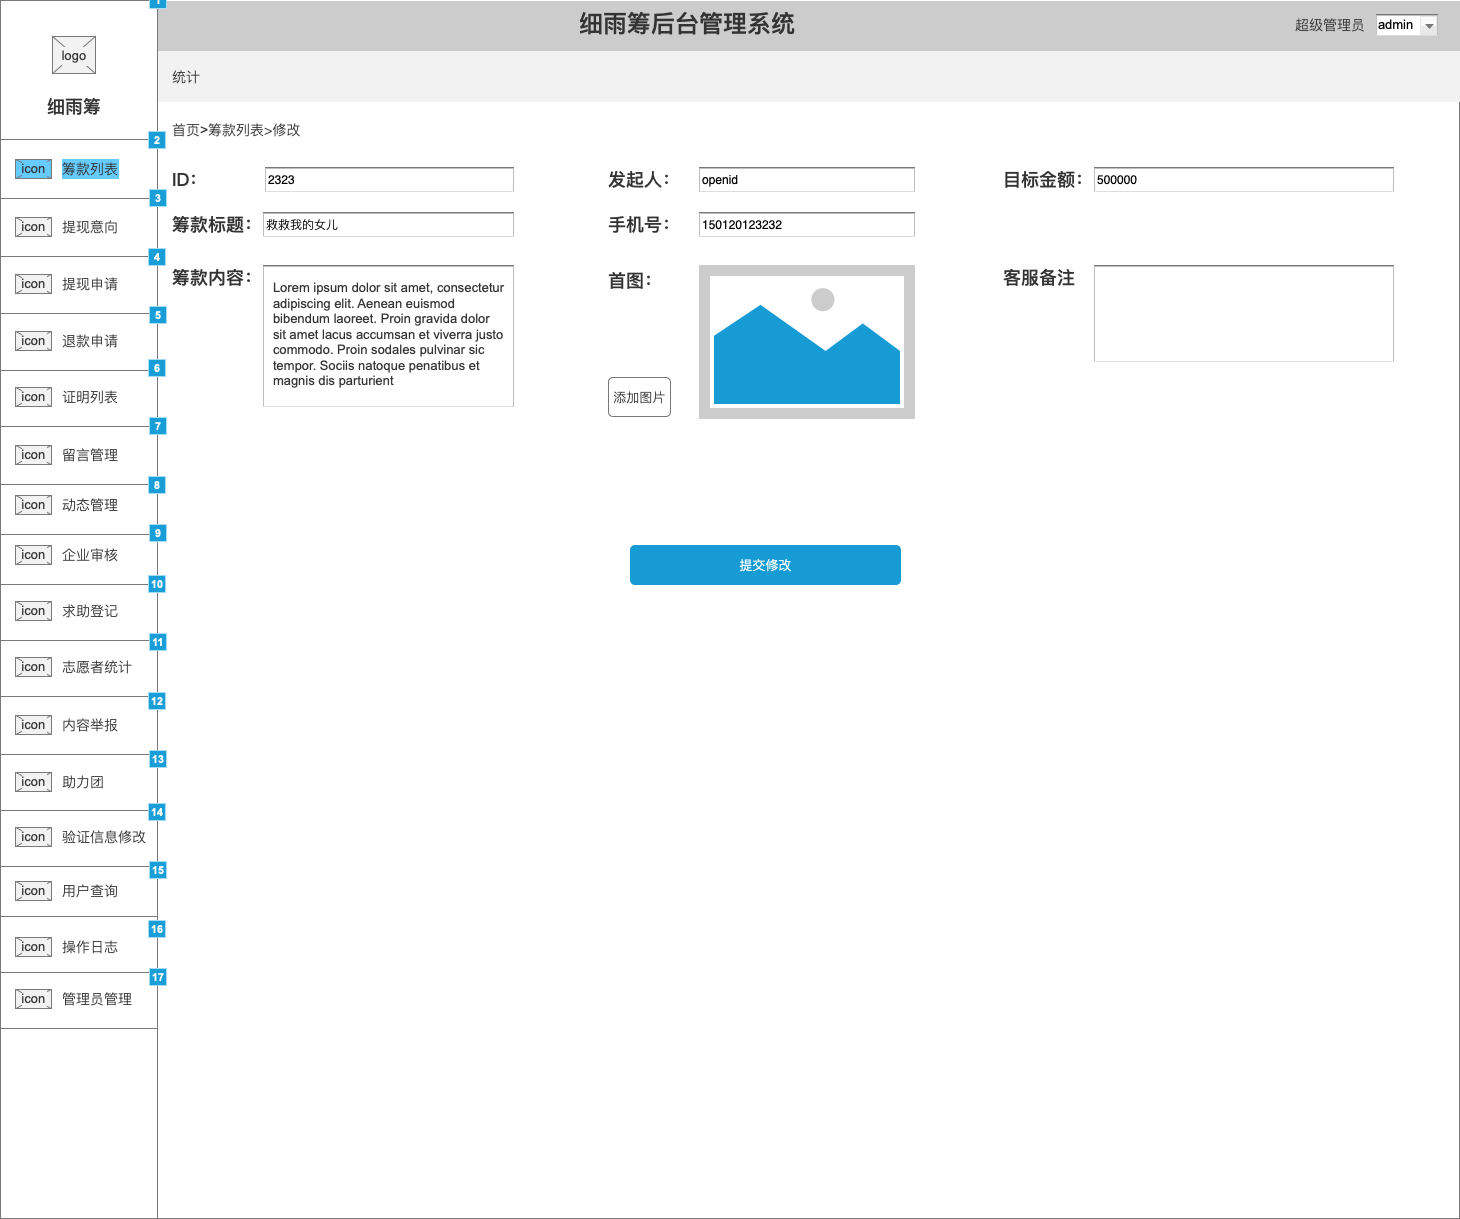 1
细雨筹后台管理系统
超级管理员
admin
logo
细雨筹
统计
首页>筹款列表>修改
2
icon 筹款列表
3
icon 提现意向
4
icon 提现申请
5
icon 退款申请
6
icon 证明列表
7
icon 留言管理
8
icon 动态管理
9
icon 企业审核
10
icon 求助登记
11
icon 志愿者统计
12
icon 内容举报
13
icon 助力团
14
icon 验证信息修改
15
icon 用户查询
16
icon 操作日志
17
icon 管理员管理
ID： 2323
发起人： openid
目标金额： 500000
筹款标题： 救救我的女儿
手机号： 150120123232
筹款内容：
Lorem ipsum dolor sit amet, consectetur
adipiscing elit. Aenean euismod
bibendum laoreet. Proin gravida dolor
sit amet lacus accumsan et viverra justo
commodo. Proin sodales pulvinar sic
tempor. Sociis natoque penatibus et
magnis dis parturient
首图：
添加图片
客服备注
提交修改